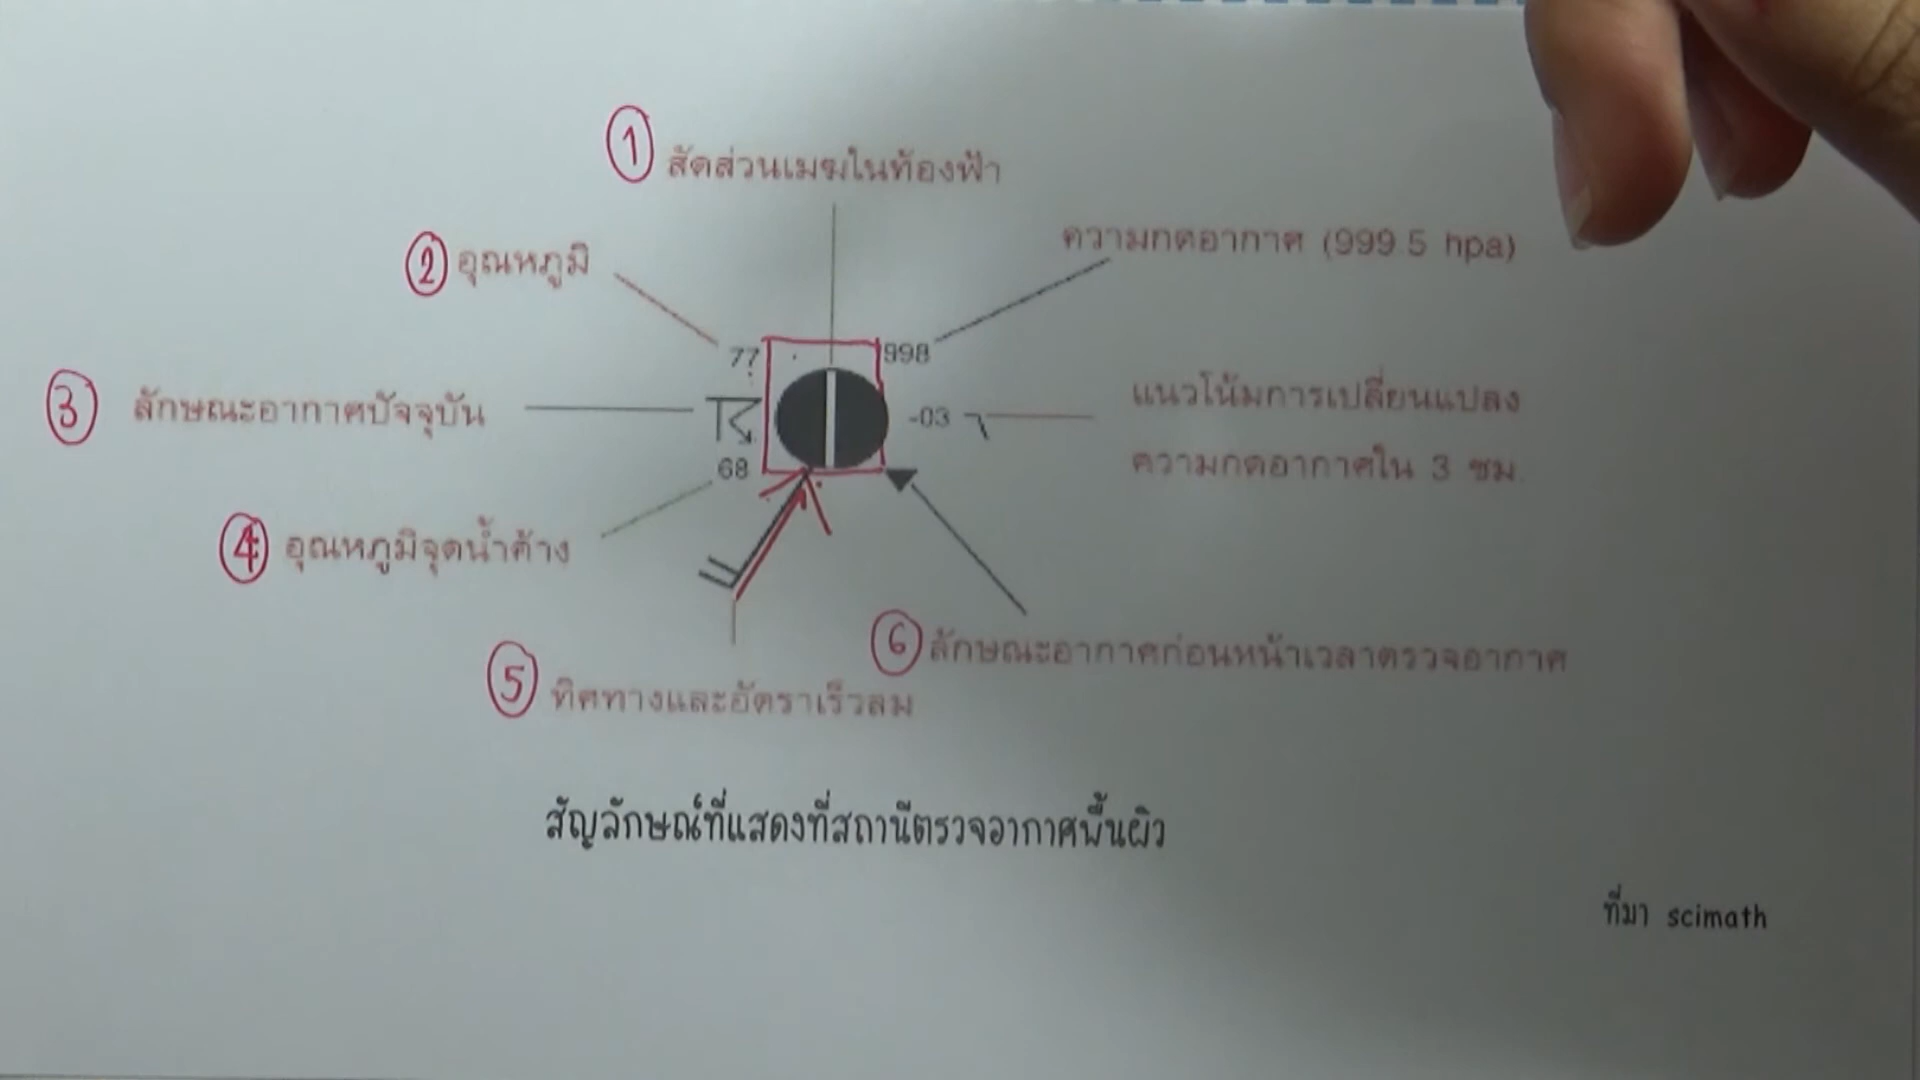 1 สัดส่วนเมฆในท้องฟ้า
2 อุณหภูมิ
ความกดอากาศ (999 5 hpa)
77
998
3 ลักษณะอากาศปัจจุบัน
-03
แนวโน้มการเปลี่ยนแปลง
ความกดอากาศใน 3 ชม.
68
4 อุณหภูมิจุดน้ำค้าง
5 ทิศทางและอัตราเร็วลม
6 ลักษณะอากาศก่อนหน้าเวลาตรวจอากาศ
สัญลักษณ์ที่แสดงที่สถานีตรวจอากาศพื้นผิว
ที่มา scimath